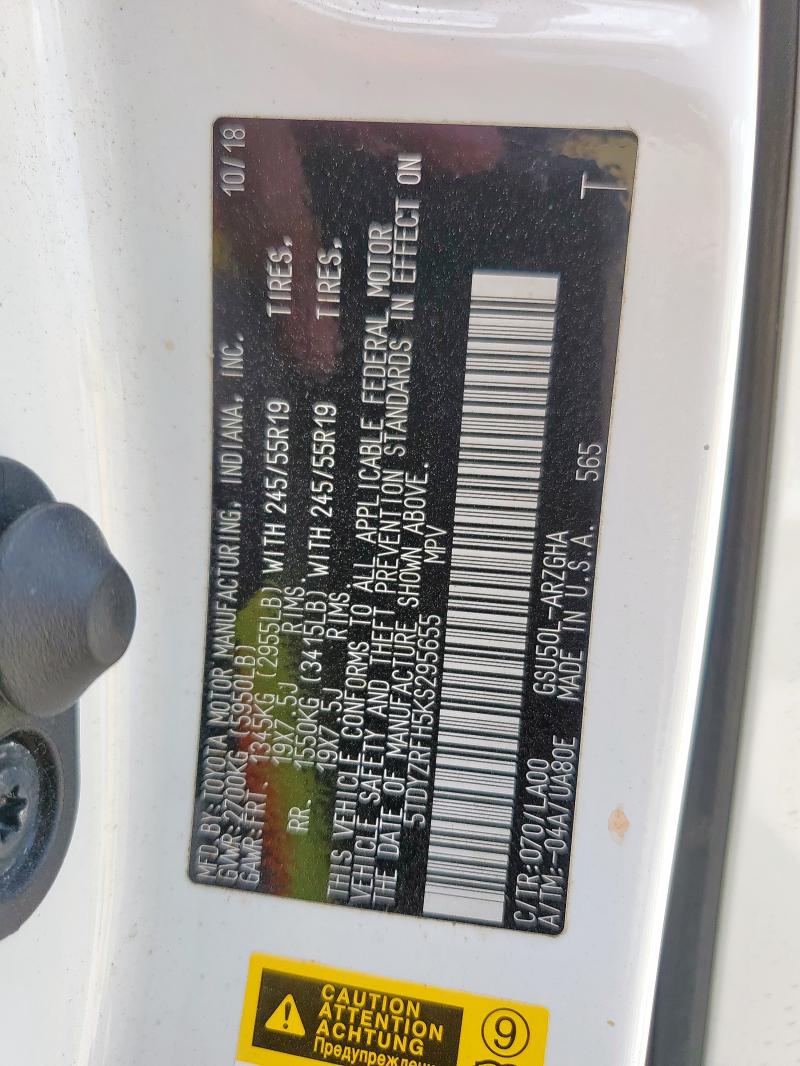 MFD BY: TOYOTA MOTOR MANUFACTURING, INDIANA, INC. 10/18
GVWR: 2700KG (5950LB)
GAWR: FRT. 1345KG (2955LB) WITH 245/55R19 TIRES,
19X7.5J RIMS.
RR. 1550KG (3415LB) WITH 245/55R19 TIRES,
19X7.5J RIMS.
THIS VEHICLE CONFORMS TO ALL APPLICABLE FEDERAL MOTOR
VEHICLE SAFETY AND THEFT PREVENTION STANDARDS IN EFFECT ON
THE DATE OF MANUFACTURE SHOWN ABOVE.
5TDYZRFH5KS295655 MPV
C/TR: 070/LA00 GSU50L-ARZGHA
A/TM: -04A/UA80E MADE IN U.S.A. 565 T
CAUTION
ATTENTION
ACHTUNG
Предупрежден
9